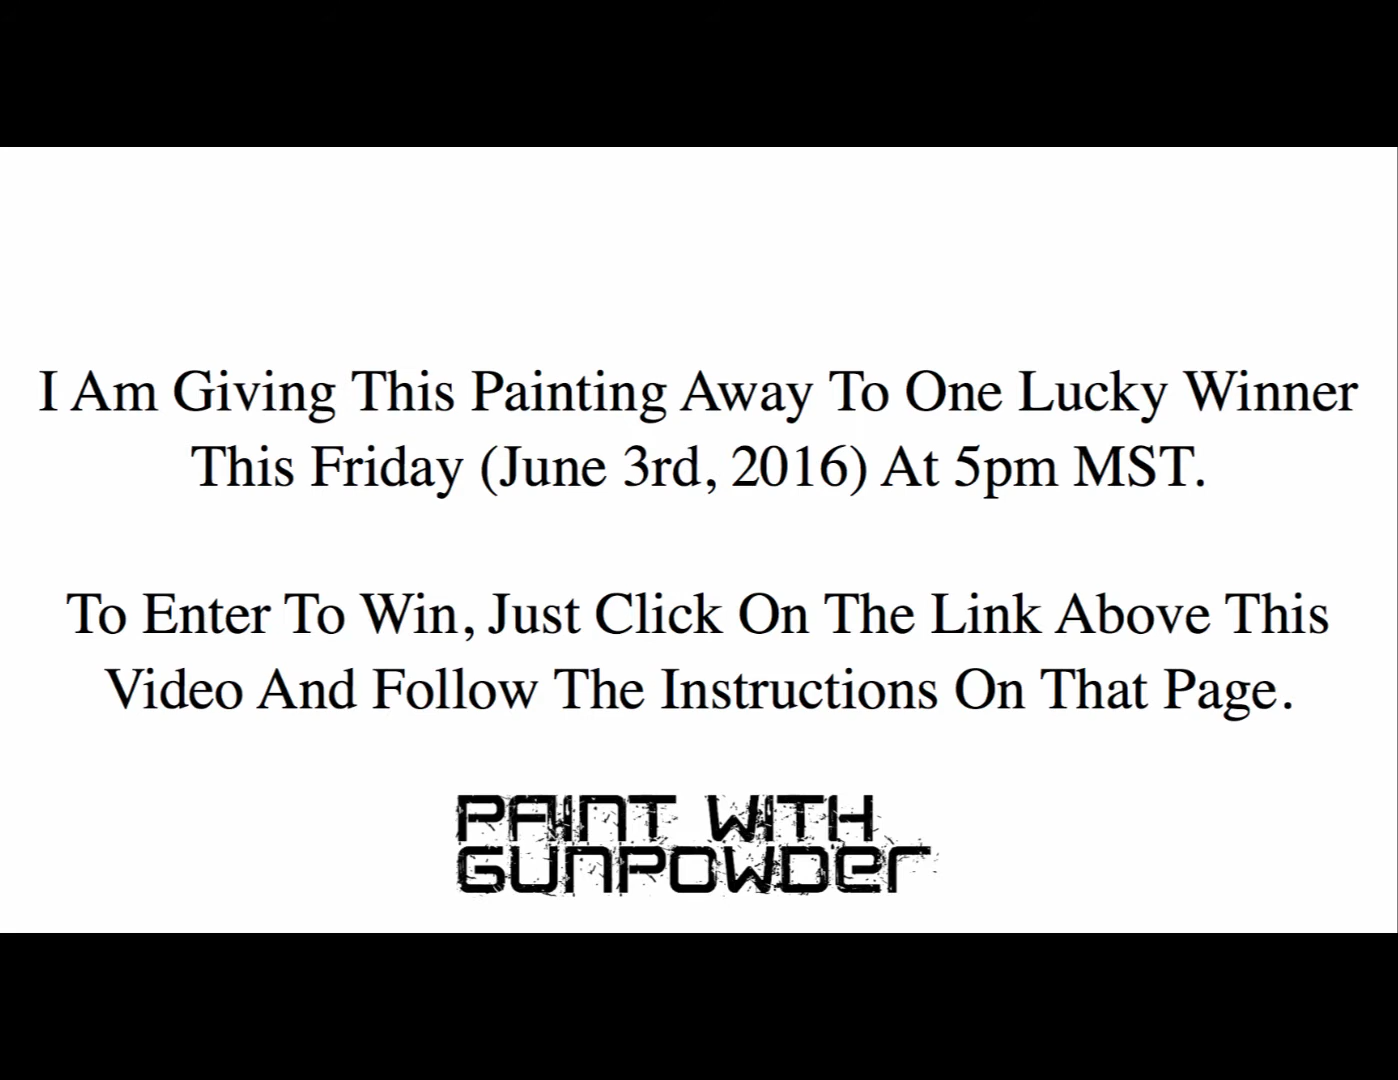 I Am Giving This Painting Away To One Lucky Winner
This Friday (June 3rd, 2016) At 5pm MST.
To Enter To Win, Just Click On The Link Above This
Video And Follow The Instructions On That Page.
PAINT WITH
GUNPOWDer